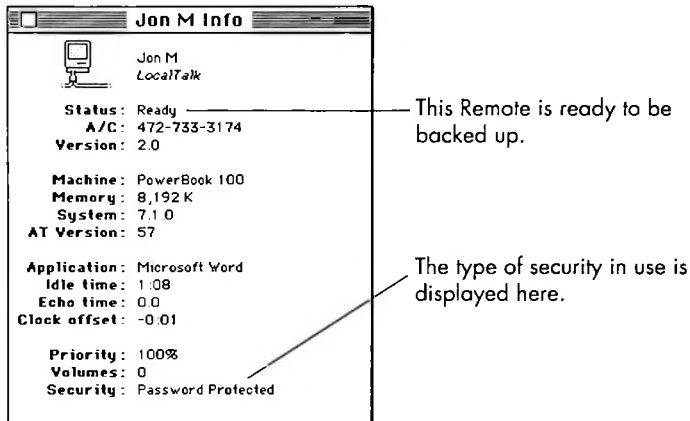 Jon M Info
Jon M
LocalTalk
Status: Ready
A/C: 472-733-3174
Version: 2.0
Machine: PowerBook 100
Memory: 8,192 K
System: 7.1.0
AT Version: 57
Application: Microsoft Word
Idle time: 1:08
Echo time: 0.0
Clock offset: -0:01
Priority: 100%
Volumes: 0
Security: Password Protected
This Remote is ready to be
backed up.
The type of security in use is
displayed here.